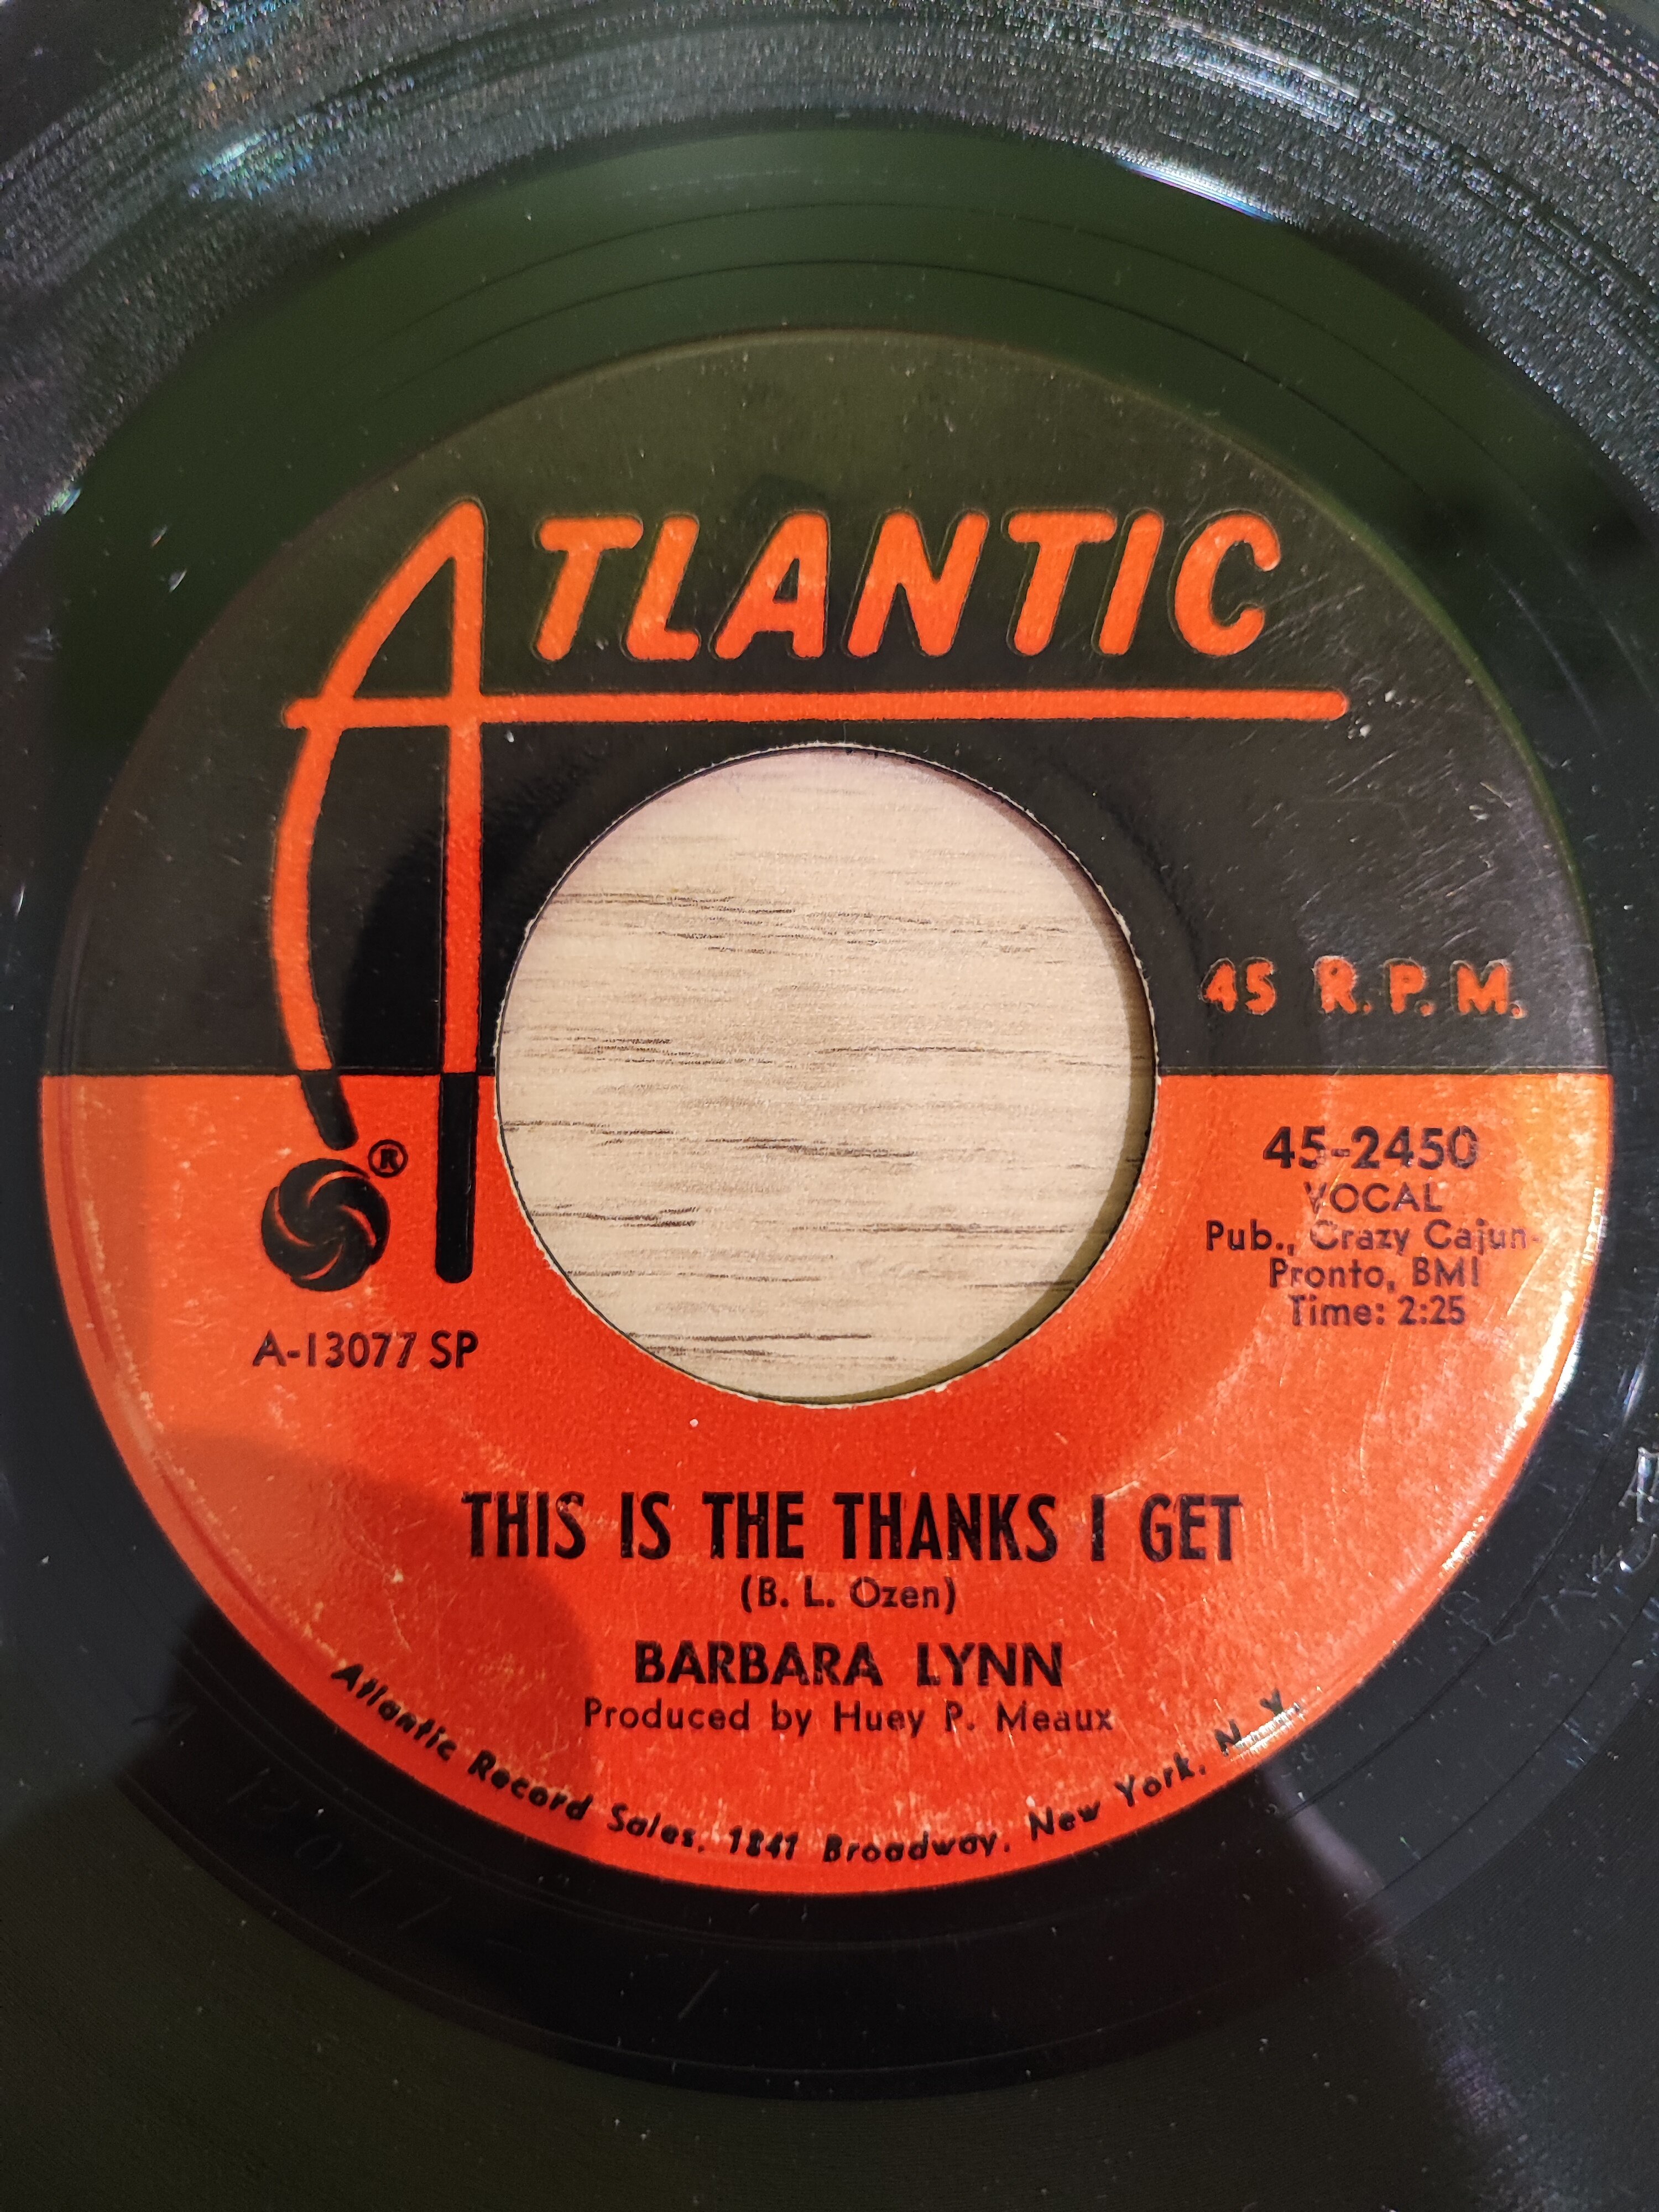 ATLANTIC
45 R.P.M.
®
45-2450
VOCAL
Pub., Crazy Cajun-
Pronto, BMI
Time: 2:25
A-13077 SP
THIS IS THE THANKS I GET
(B. L. Ozen)
BARBARA LYNN
Produced by Huey P. Meaux
Atlantic Record Sales, 1841 Broadway, New York, N.Y.